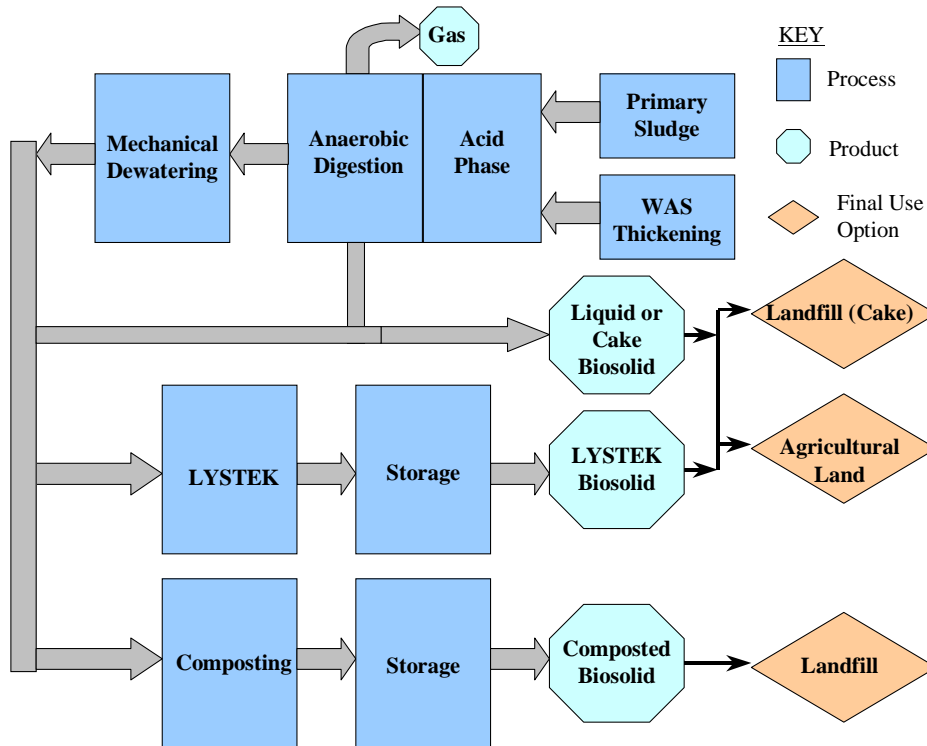 Gas
KEY
Process
Product
Final Use
Option
Mechanical
Dewatering
Anaerobic
Digestion
Acid
Phase
Primary
Sludge
WAS
Thickening
Liquid or
Cake
Biosolid
Landfill (Cake)
LYSTEK
Storage
LYSTEK
Biosolid
Agricultural
Land
Composting
Storage
Composted
Biosolid
Landfill